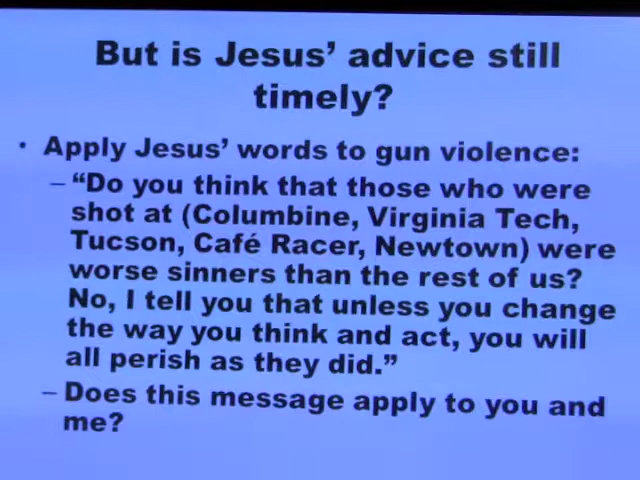 But is Jesus’ advice still
timely?
• Apply Jesus’ words to gun violence:
– “Do you think that those who were
shot at (Columbine, Virginia Tech,
Tucson, Café Racer, Newtown) were
worse sinners than the rest of us?
No, I tell you that unless you change
the way you think and act, you will
all perish as they did.”
– Does this message apply to you and
me?